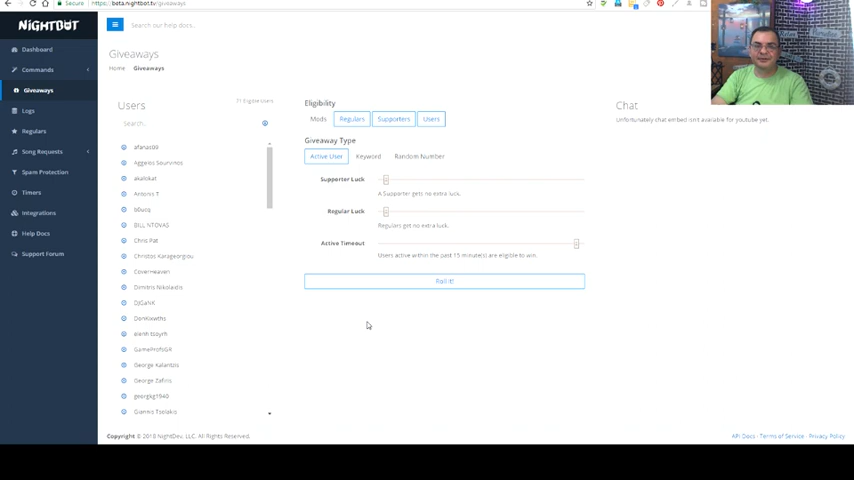 Secure
https://beta.nightbot.tv/giveaways
NIGHTBOT
Search our help docs..
Dashboard
Commands
Giveaways
Logs
Regulars
Song Requests
Spam Protection
Timers
Integrations
Help Docs
Support Forum
Giveaways
Home
Giveaways
Users
71 Eligible Users
Search..
afanac09
akaliokat
Antonis T
BILL NTOVAS
Chris Pat
Christos Karageorgiou
CoverHeaven
Dimitris Nikolaidis
DjGaNK
GameProfsGR
George Kalantzis
George Zafiris
georgkg1940
Giannis Tsolakis
Eligibility
Mods Regulars Supporters Users
Giveaway Type
Active User Keyword Random Number
Supporter Luck
A Supporter gets no extra luck.
Regular Luck
Regulars get no extra luck.
Active Timeout
Users active within the past 15 minute(s) are eligible to win.
Roll It!
Chat
Unfortunately chat embed isn't available for youtube yet.
Copyright © 2018 NightDev, LLC. All Rights Reserved.
API Docs - Terms of Service - Privacy Policy